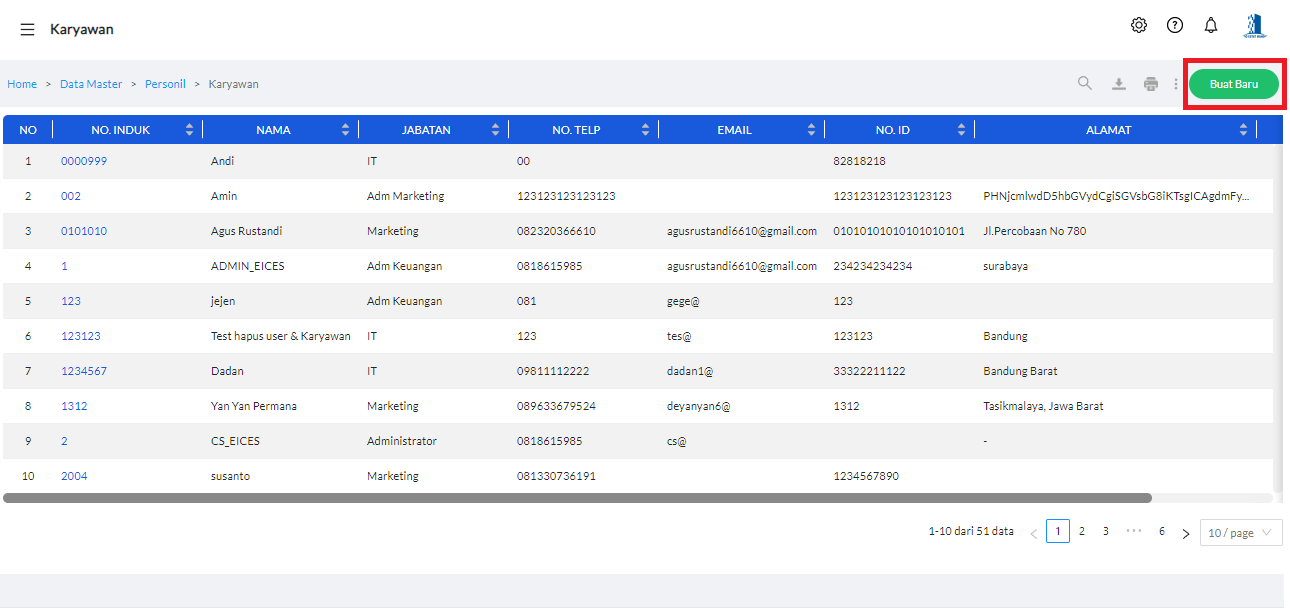 Karyawan
Home > Data Master > Personil > Karyawan
Buat Baru
NO NO. INDUK NAMA JABATAN NO. TELP EMAIL NO. ID ALAMAT
1 0000999 Andi IT 00 82818218
2 002 Amin Adm Marketing 123123123123123 123123123123123123 PHNjcmlwdD5hbGVydCgiSGVsbG8iKTsgICAgdmFy...
3 0101010 Agus Rustandi Marketing 082320366610 agusrustandi6610@gmail.com 01010101010101010101 Jl.Percobaan No 780
4 1 ADMIN_EICES Adm Keuangan 0818615985 agusrustandi6610@gmail.com 234234234234 surabaya
5 123 jejen Adm Keuangan 081 gege@ 123
6 123123 Test hapus user & Karyawan IT 123 tes@ 123123 Bandung
7 1234567 Dadan IT 09811112222 dadan1@ 33322211122 Bandung Barat
8 1312 Yan Yan Permana Marketing 089633679524 deyanyan6@ 1312 Tasikmalaya, Jawa Barat
9 2 CS_EICES Administrator 0818615985 cs@ -
10 2004 susanto Marketing 081330736191 1234567890
1-10 dari 51 data < 1 2 3 ••• 6 > 10 / page